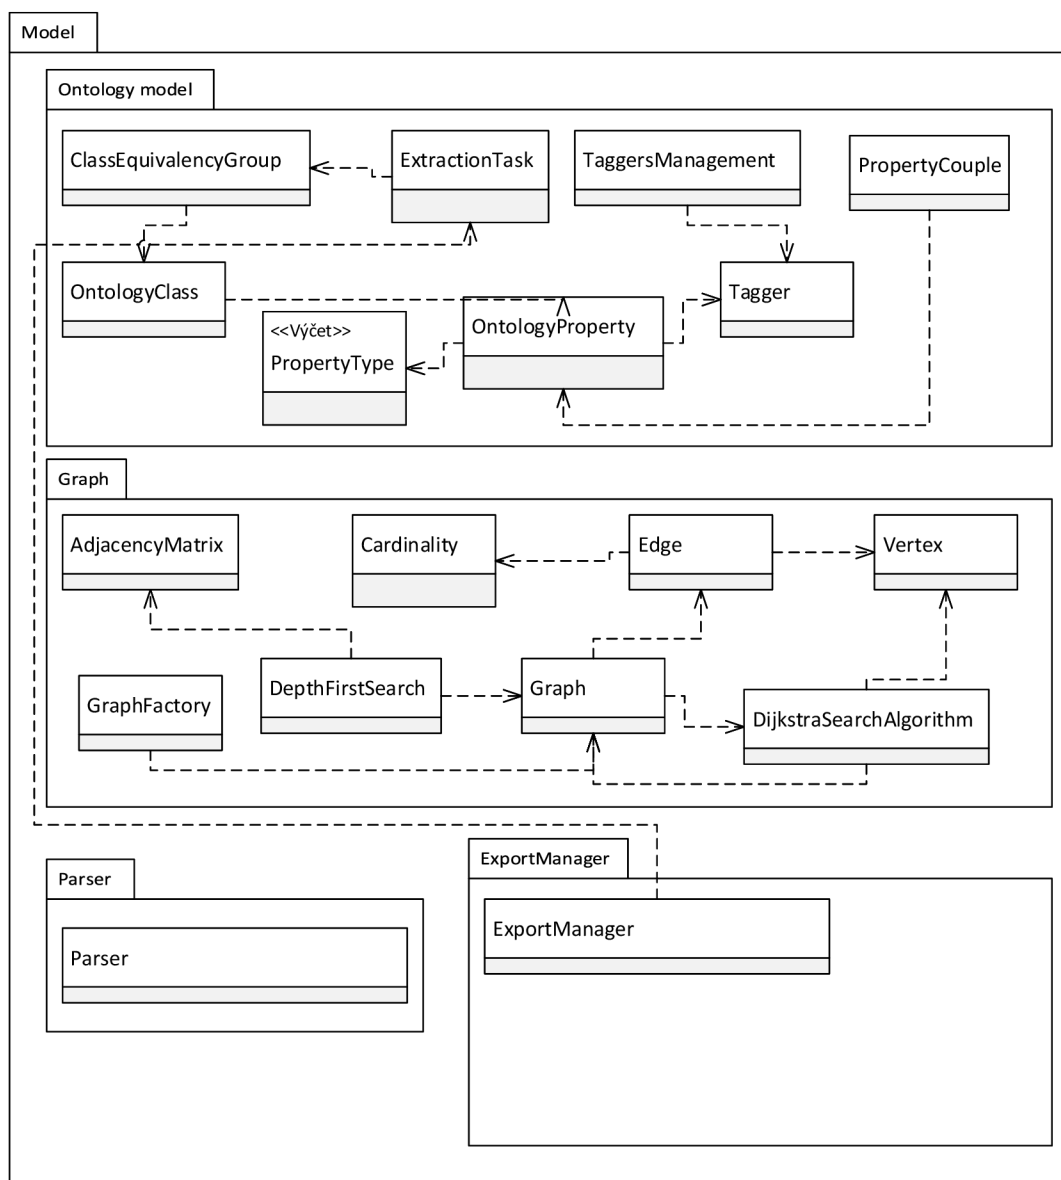 Model
Ontology model
ClassEquivalencyGroup
ExtractionTask
TaggersManagement
PropertyCouple
OntologyClass
<<Výčet>>
PropertyType
OntologyProperty
Tagger
Graph
AdjacencyMatrix
Cardinality
Edge
Vertex
GraphFactory
DepthFirstSearch
Graph
DijkstraSearchAlgorithm
Parser
Parser
ExportManager
ExportManager